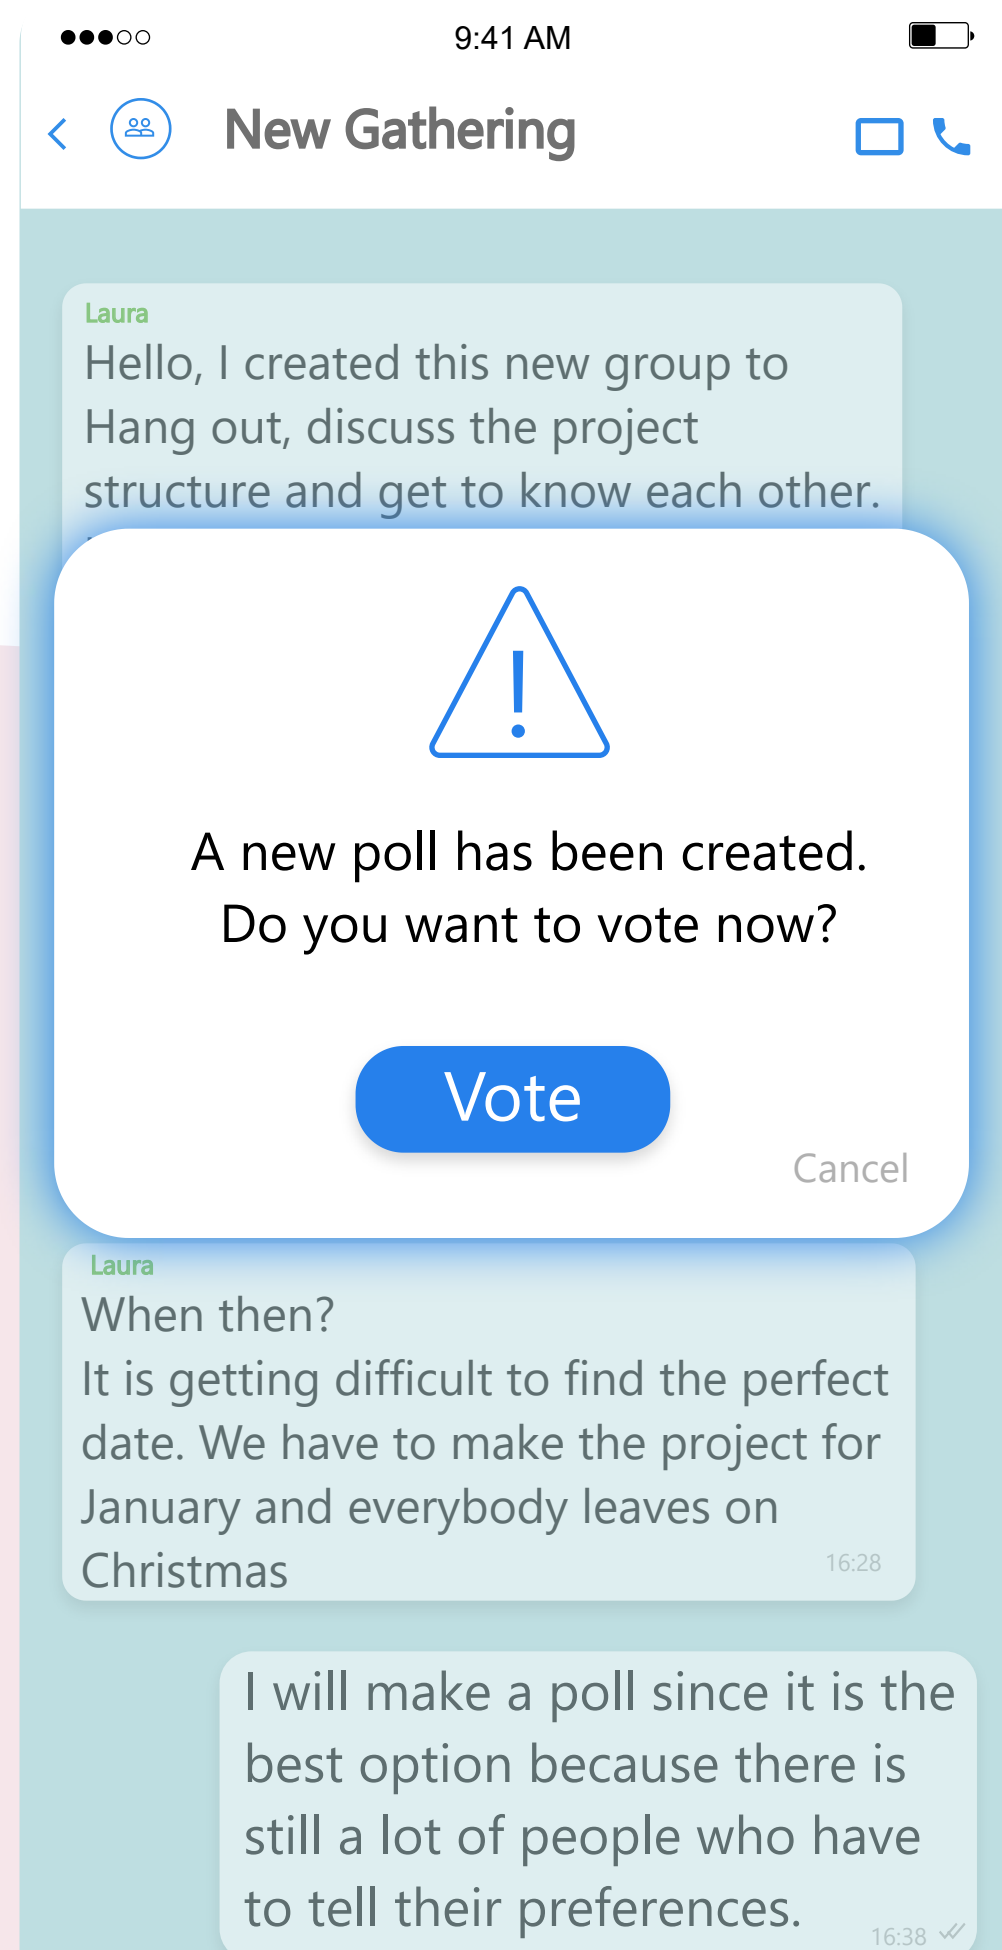 9:41 AM
New Gathering
Laura
Hello, I created this new group to
Hang out, discuss the project
structure and get to know each other.
A new poll has been created.
Do you want to vote now?
Vote
Cancel
Laura
When then?
It is getting difficult to find the perfect
date. We have to make the project for
January and everybody leaves on
Christmas
16:28
I will make a poll since it is the
best option because there is
still a lot of people who have
to tell their preferences.
16:38